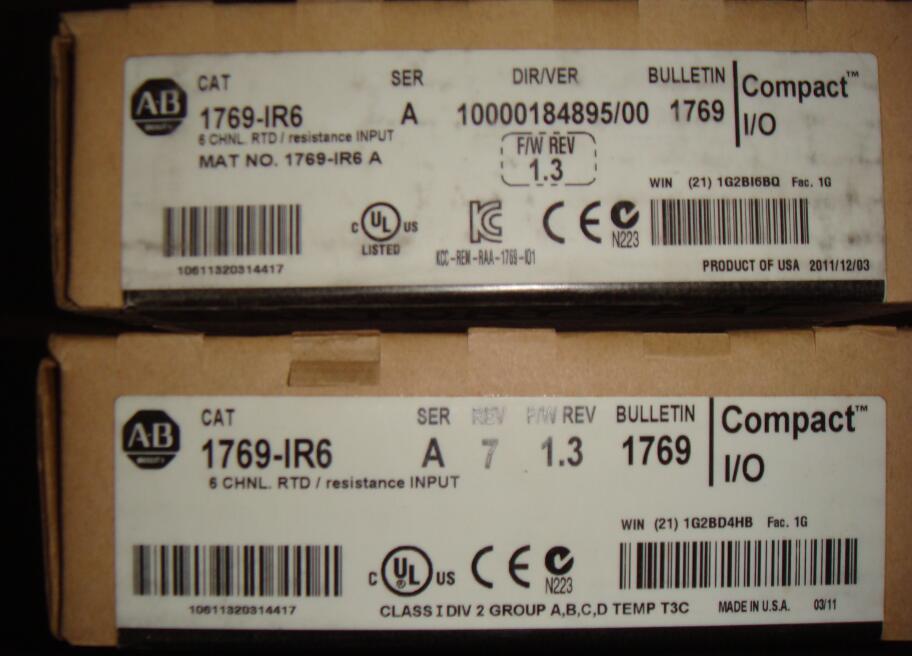 AB
CAT SER DIR/VER BULLETIN
1769-IR6 A 10000184895/00 1769 Compact™ I/O
6 CHNL. RTD / resistance INPUT
MAT NO. 1769-IR6 A
F/W REV
1.3
WIN (21) 1G2BI6BQ Fac. 1G
C UL US
LISTED
KC
CE
N223
KCC-REM-RAA-1769-IO1
10611320314417
PRODUCT OF USA 2011/12/03
AB
CAT SER REV F/W REV BULLETIN
1769-IR6 A 7 1.3 1769 Compact™ I/O
6 CHNL. RTD / resistance INPUT
WIN (21) 1G2BD4HB Fac. 1G
C UL ® US
CE
N223
10611320314417
CLASS I DIV 2 GROUP A,B,C,D TEMP T3C
MADE IN U.S.A. 03/11